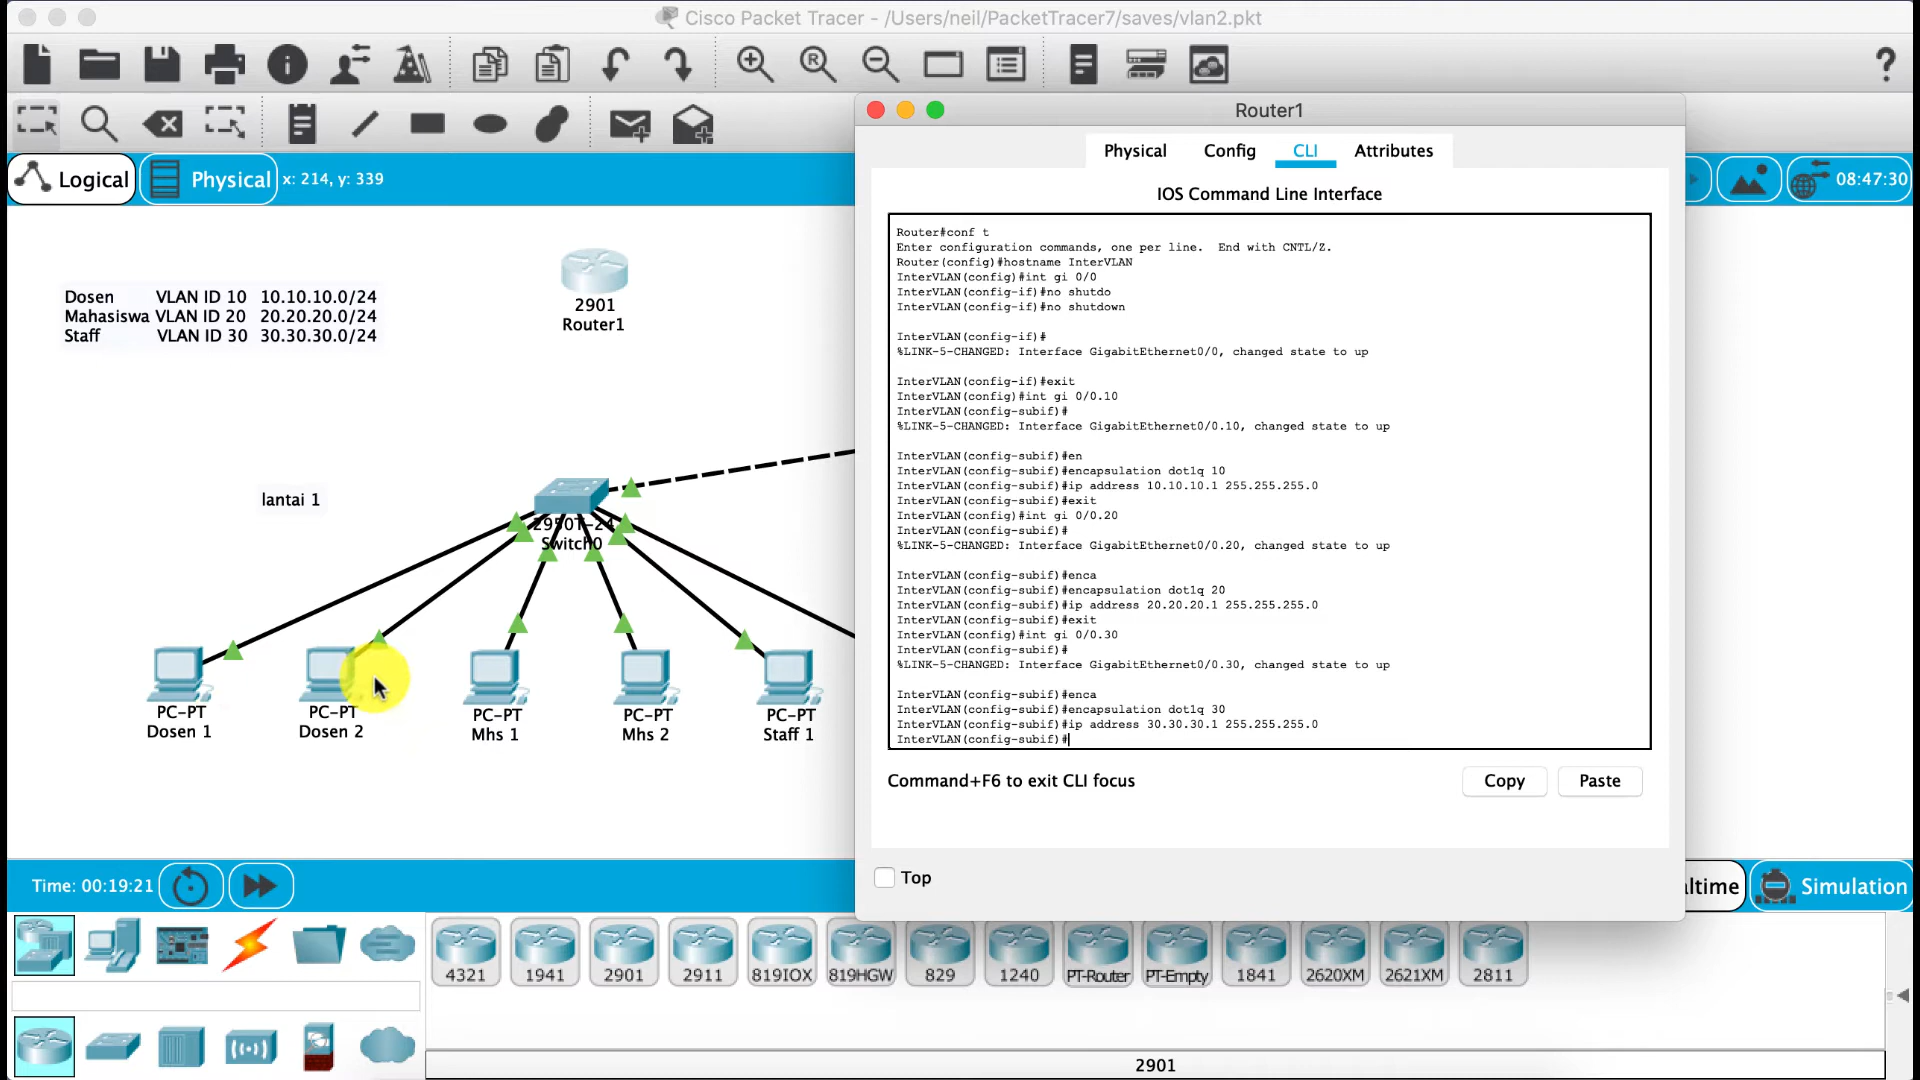 Cisco Packet Tracer - /Users/neil/PacketTracer7/saves/vlan2.pkt
Logical
Physical
x: 214, y: 339
08:47:30
Router1
Physical
Config
CLI
Attributes
IOS Command Line Interface
Router#conf t
Enter configuration commands, one per line.  End with CNTL/Z.
Router(config)#hostname InterVLAN
InterVLAN(config)#int gi 0/0
InterVLAN(config-if)#no shutdo
InterVLAN(config-if)#no shutdown
InterVLAN(config-if)#
%LINK-5-CHANGED: Interface GigabitEthernet0/0, changed state to up
InterVLAN(config-if)#exit
InterVLAN(config)#int gi 0/0.10
InterVLAN(config-subif)#
%LINK-5-CHANGED: Interface GigabitEthernet0/0.10, changed state to up
InterVLAN(config-subif)#en
InterVLAN(config-subif)#encapsulation dot1q 10
InterVLAN(config-subif)#ip address 10.10.10.1 255.255.255.0
InterVLAN(config-subif)#exit
InterVLAN(config)#int gi 0/0.20
InterVLAN(config-subif)#
%LINK-5-CHANGED: Interface GigabitEthernet0/0.20, changed state to up
InterVLAN(config-subif)#enca
InterVLAN(config-subif)#encapsulation dot1q 20
InterVLAN(config-subif)#ip address 20.20.20.1 255.255.255.0
InterVLAN(config-subif)#exit
InterVLAN(config)#int gi 0/0.30
InterVLAN(config-subif)#
%LINK-5-CHANGED: Interface GigabitEthernet0/0.30, changed state to up
InterVLAN(config-subif)#enca
InterVLAN(config-subif)#encapsulation dot1q 30
InterVLAN(config-subif)#ip address 30.30.30.1 255.255.255.0
InterVLAN(config-subif)#
Command+F6 to exit CLI focus
Copy
Paste
Top
Dosen VLAN ID 10 10.10.10.0/24
Mahasiswa VLAN ID 20 20.20.20.0/24
Staff VLAN ID 30 30.30.30.0/24
2901
Router1
lantai 1
2950T-24
Switch0
PC-PT
Dosen 1
PC-PT
Dosen 2
PC-PT
Mhs 1
PC-PT
Mhs 2
PC-PT
Staff 1
Time: 00:19:21
ltime
Simulation
4321
1941
2901
2911
819IOX
819HGW
829
1240
PT-Router
PT-Empty
1841
2620XM
2621XM
2811
2901